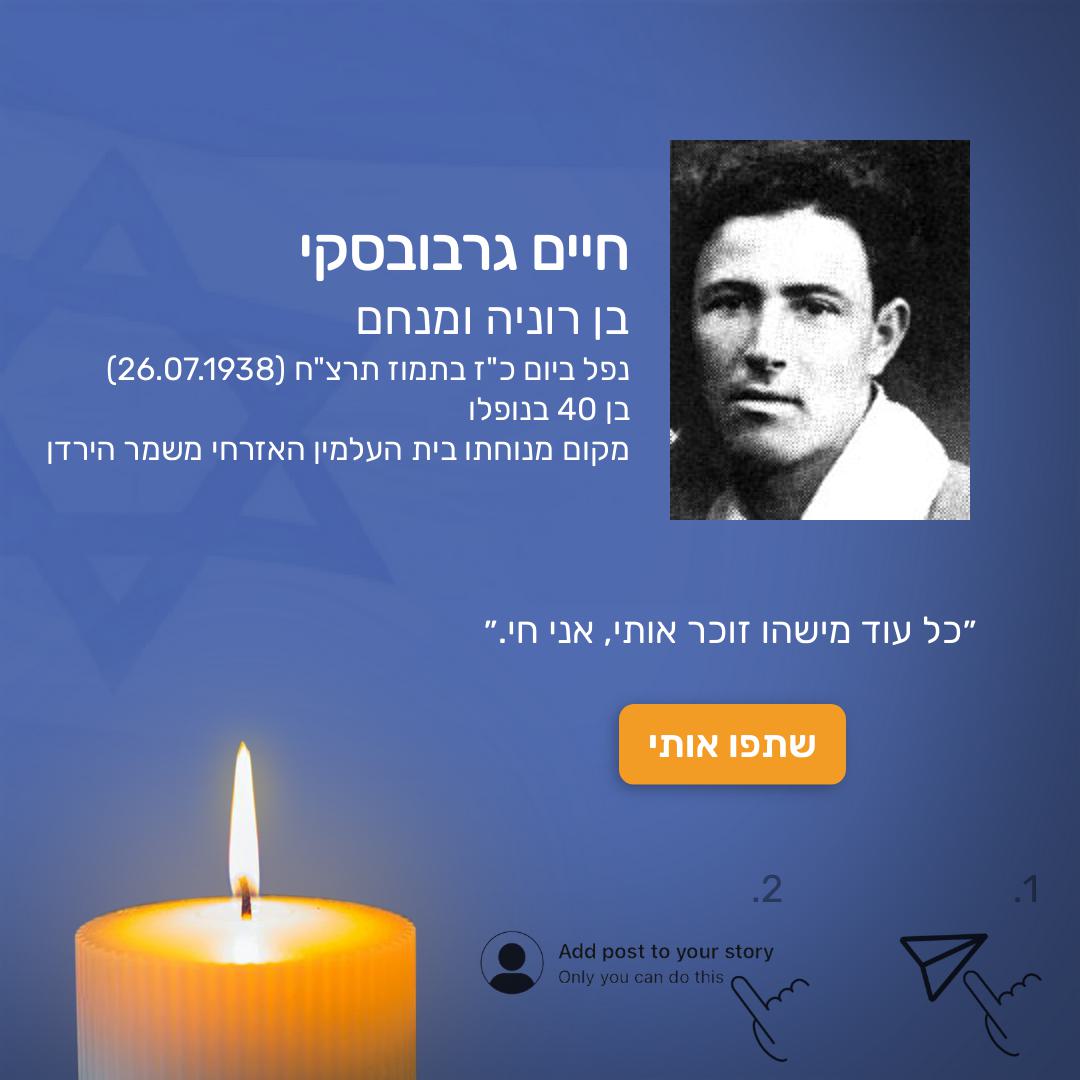 חיים גרבובסקי
בן רוניה ומנחם
נפל ביום כ"ז בתמוז תרצ"ח (26.07.1938)
בן 40 בנופלו
מקום מנוחתו בית העלמין האזרחי משמר הירדן
״כל עוד מישהו זוכר אותי, אני חי.״
שתפו אותי
1.
2.
Add post to your story
Only you can do this